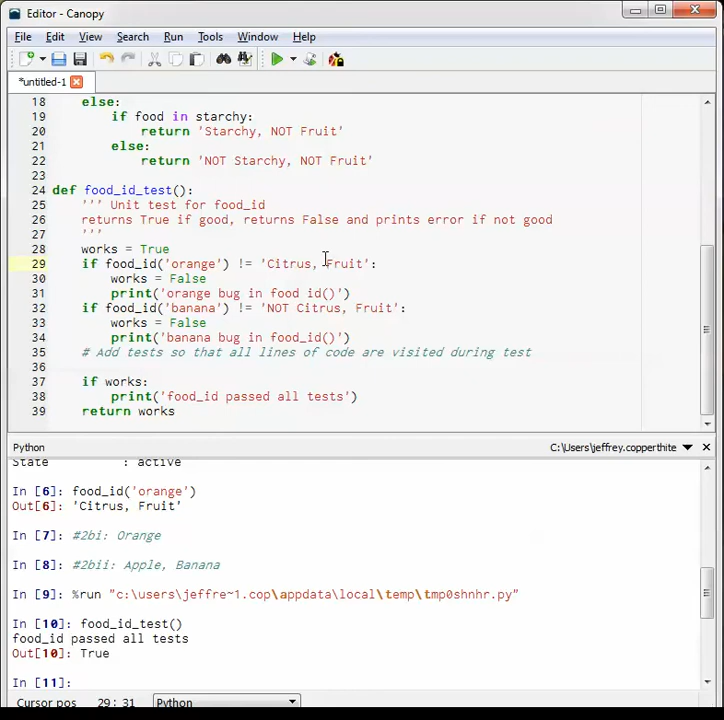 Editor - Canopy
File Edit View Search Run Tools Window Help
*untitled-1
18 else:
19 if food in starchy:
20 return 'Starchy, NOT Fruit'
21 else:
22 return 'NOT Starchy, NOT Fruit'
23
24 def food_id_test():
25 ''' Unit test for food_id
26 returns True if good, returns False and prints error if not good
27 '''
28 works = True
29 if food_id('orange') != 'Citrus, Fruit':
30 works = False
31 print('orange bug in food id()')
32 if food_id('banana') != 'NOT Citrus, Fruit':
33 works = False
34 print('banana bug in food_id()')
35 # Add tests so that all lines of code are visited during test
36
37 if works:
38 print('food_id passed all tests')
39 return works
Python C:\Users\jeffrey.copperthite
State : active
In [6]: food_id('orange')
Out[6]: 'Citrus, Fruit'
In [7]: #2bi: Orange
In [8]: #2bii: Apple, Banana
In [9]: %run "c:\users\jeffre~1.cop\appdata\local\temp\tmp0shnhr.py"
In [10]: food_id_test()
food_id passed all tests
Out[10]: True
In [11]:
Cursor pos 29 : 31 Python